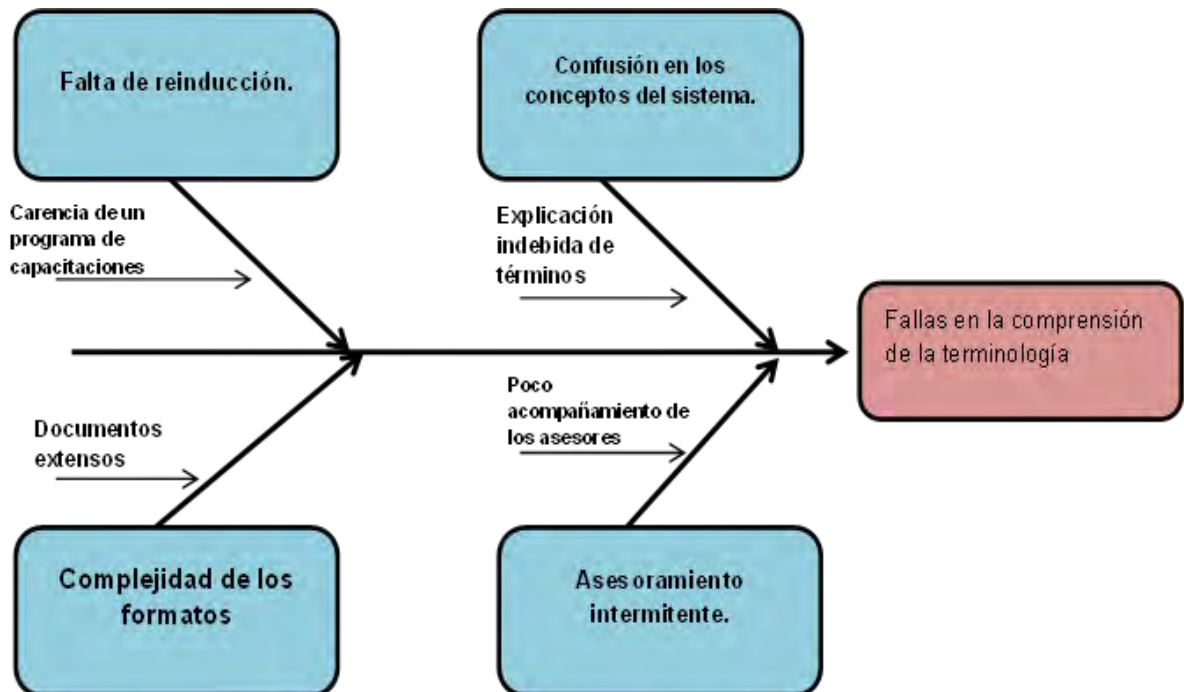 Falta de reinducción.
Confusión en los
conceptos del sistema.
Carencia de un
programa de
capacitaciones
Explicación
indebida de
términos
Fallas en la comprensión
de la terminología
Poco
acompañamiento de
los asesores
Documentos
extensos
Complejidad de los
formatos
Asesoramiento
intermitente.